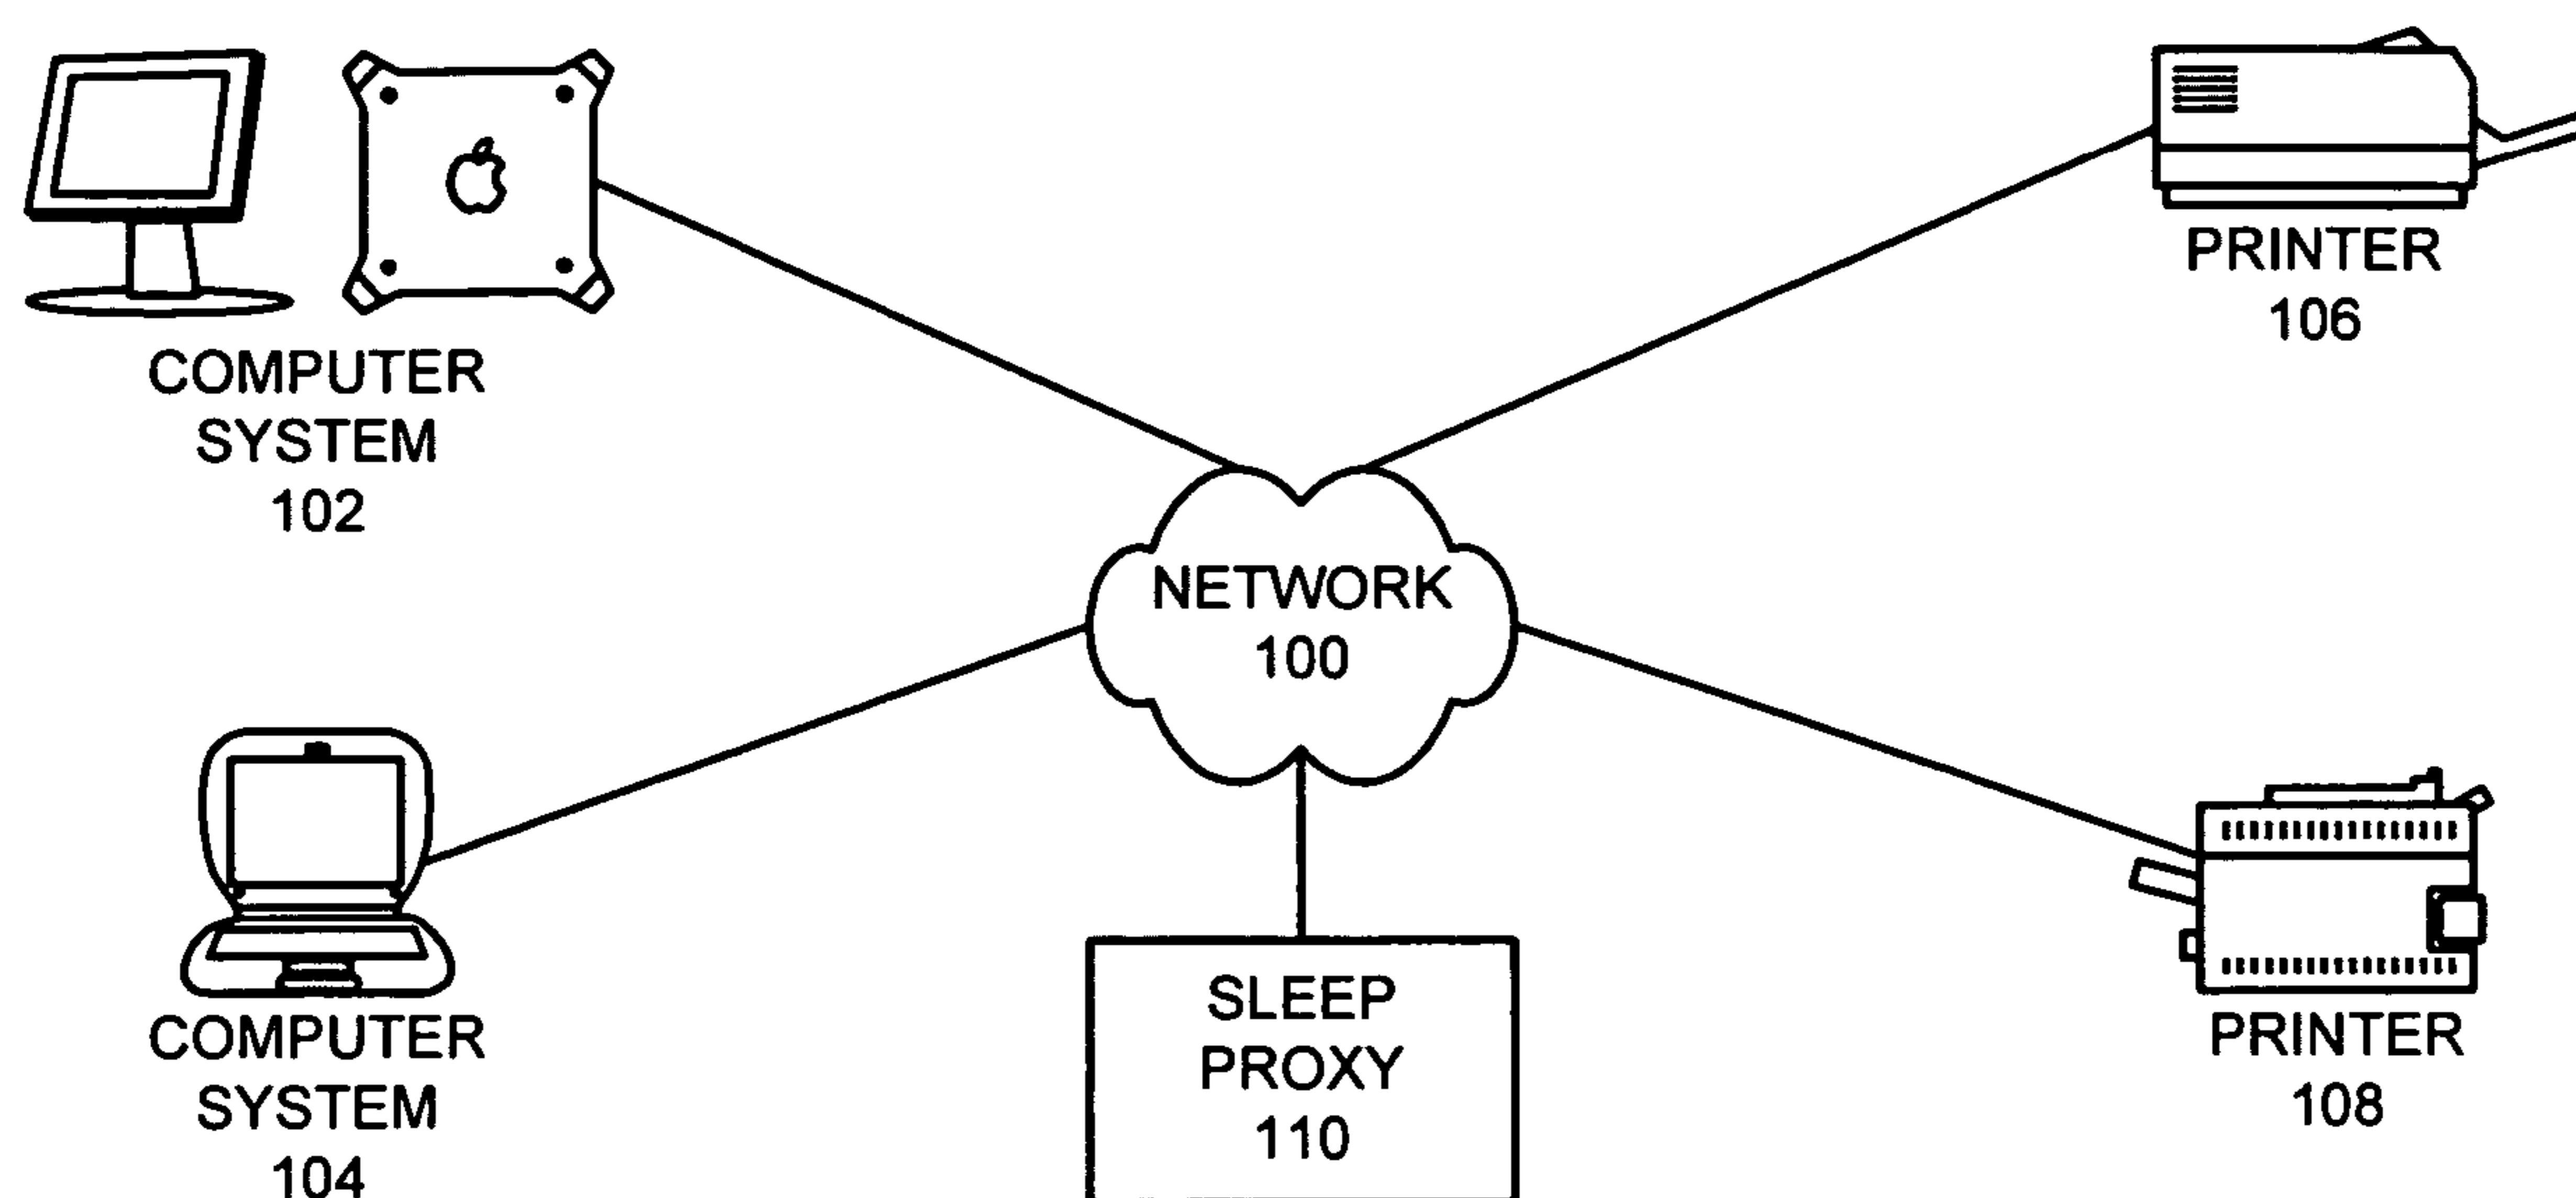 COMPUTER
SYSTEM
102
PRINTER
106
NETWORK
100
COMPUTER
SYSTEM
104
SLEEP
PROXY
110
PRINTER
108